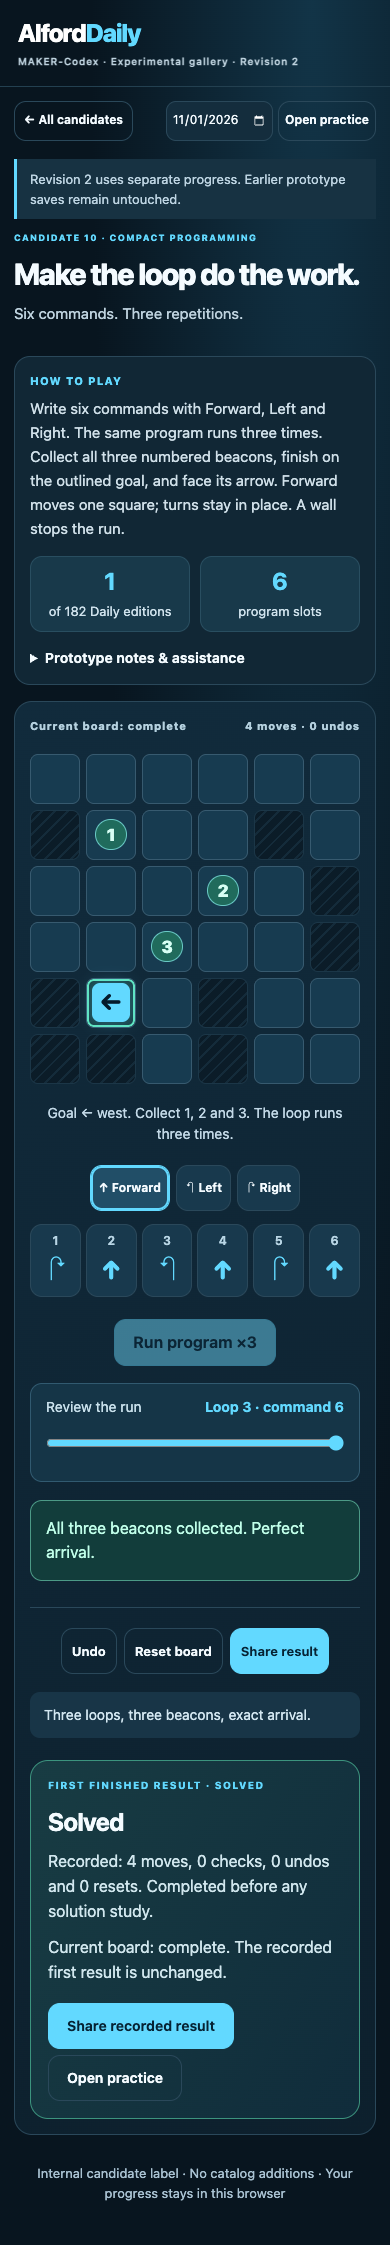 AlfordDaily
MAKER-Codex · Experimental gallery · Revision 2
← All candidates
11/01/2026
Open practice
Revision 2 uses separate progress. Earlier prototype
saves remain untouched.
CANDIDATE 10 · COMPACT PROGRAMMING
Make the loop do the work.
Six commands. Three repetitions.
HOW TO PLAY
Write six commands with Forward, Left and
Right. The same program runs three times.
Collect all three numbered beacons, finish on
the outlined goal, and face its arrow. Forward
moves one square; turns stay in place. A wall
stops the run.
1
of 182 Daily editions
6
program slots
▶ Prototype notes & assistance
Current board: complete
4 moves · 0 undos
1
2
3
←
Goal ← west. Collect 1, 2 and 3. The loop runs
three times.
↑ Forward
↰ Left
↱ Right
1 2 3 4 5 6
↱ ↑ ↰ ↑ ↱ ↑
Run program ×3
Review the run
Loop 3 · command 6
All three beacons collected. Perfect
arrival.
Undo
Reset board
Share result
Three loops, three beacons, exact arrival.
FIRST FINISHED RESULT · SOLVED
Solved
Recorded: 4 moves, 0 checks, 0 undos
and 0 resets. Completed before any
solution study.
Current board: complete. The recorded
first result is unchanged.
Share recorded result
Open practice
Internal candidate label · No catalog additions · Your
progress stays in this browser